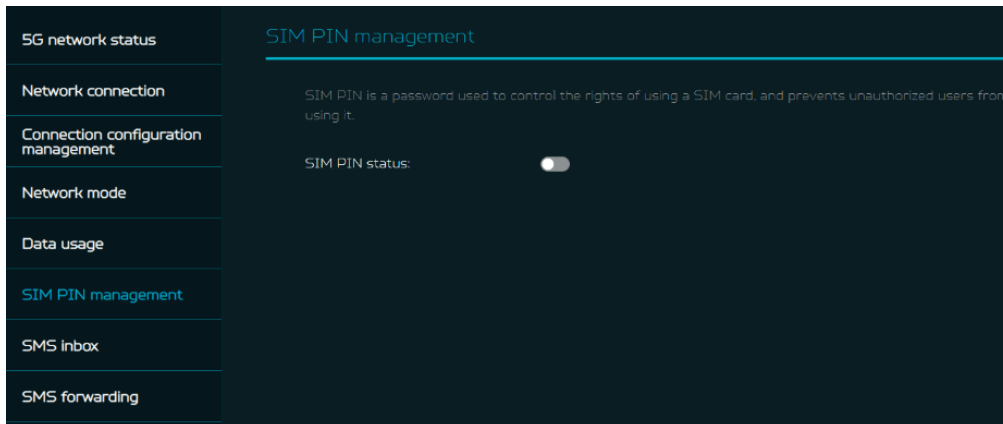 5G network status
Network connection
Connection configuration
management
Network mode
Data usage
SIM PIN management
SMS inbox
SMS forwarding
SIM PIN management
SIM PIN is a password used to control the rights of using a SIM card, and prevents unauthorized users from
using it.
SIM PIN status: